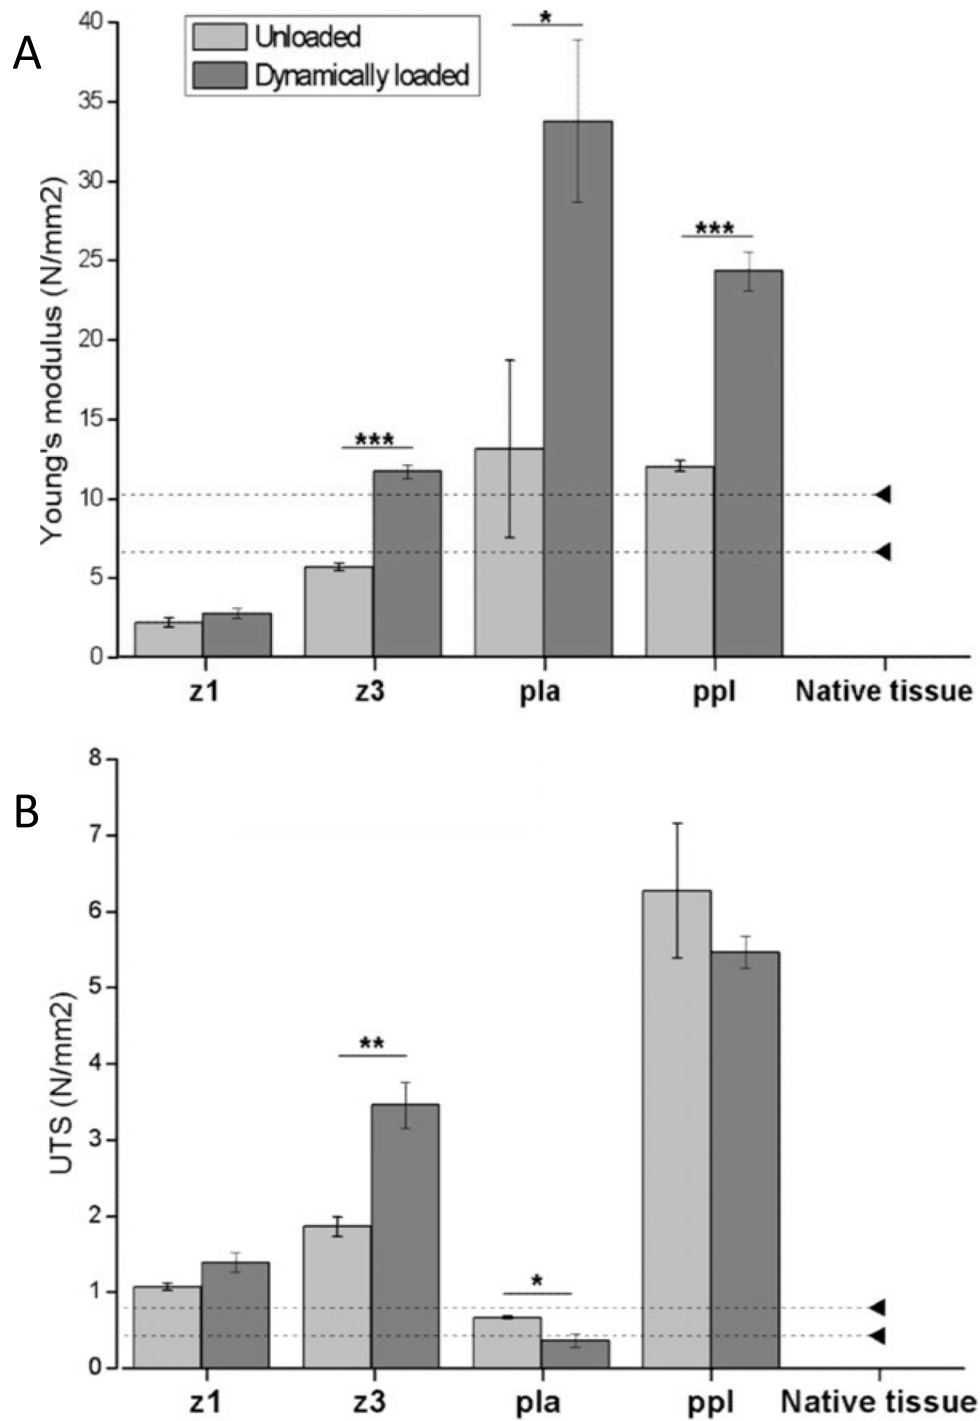 A
40
Unloaded
Dynamically loaded
*
35
30
***
25
20
15
***
10
5
0
Young's modulus (N/mm2)
z1 z3 pla ppl Native tissue
B
8
7
6
5
**
4
3
2
*
1
0
UTS (N/mm2)
z1 z3 pla ppl Native tissue